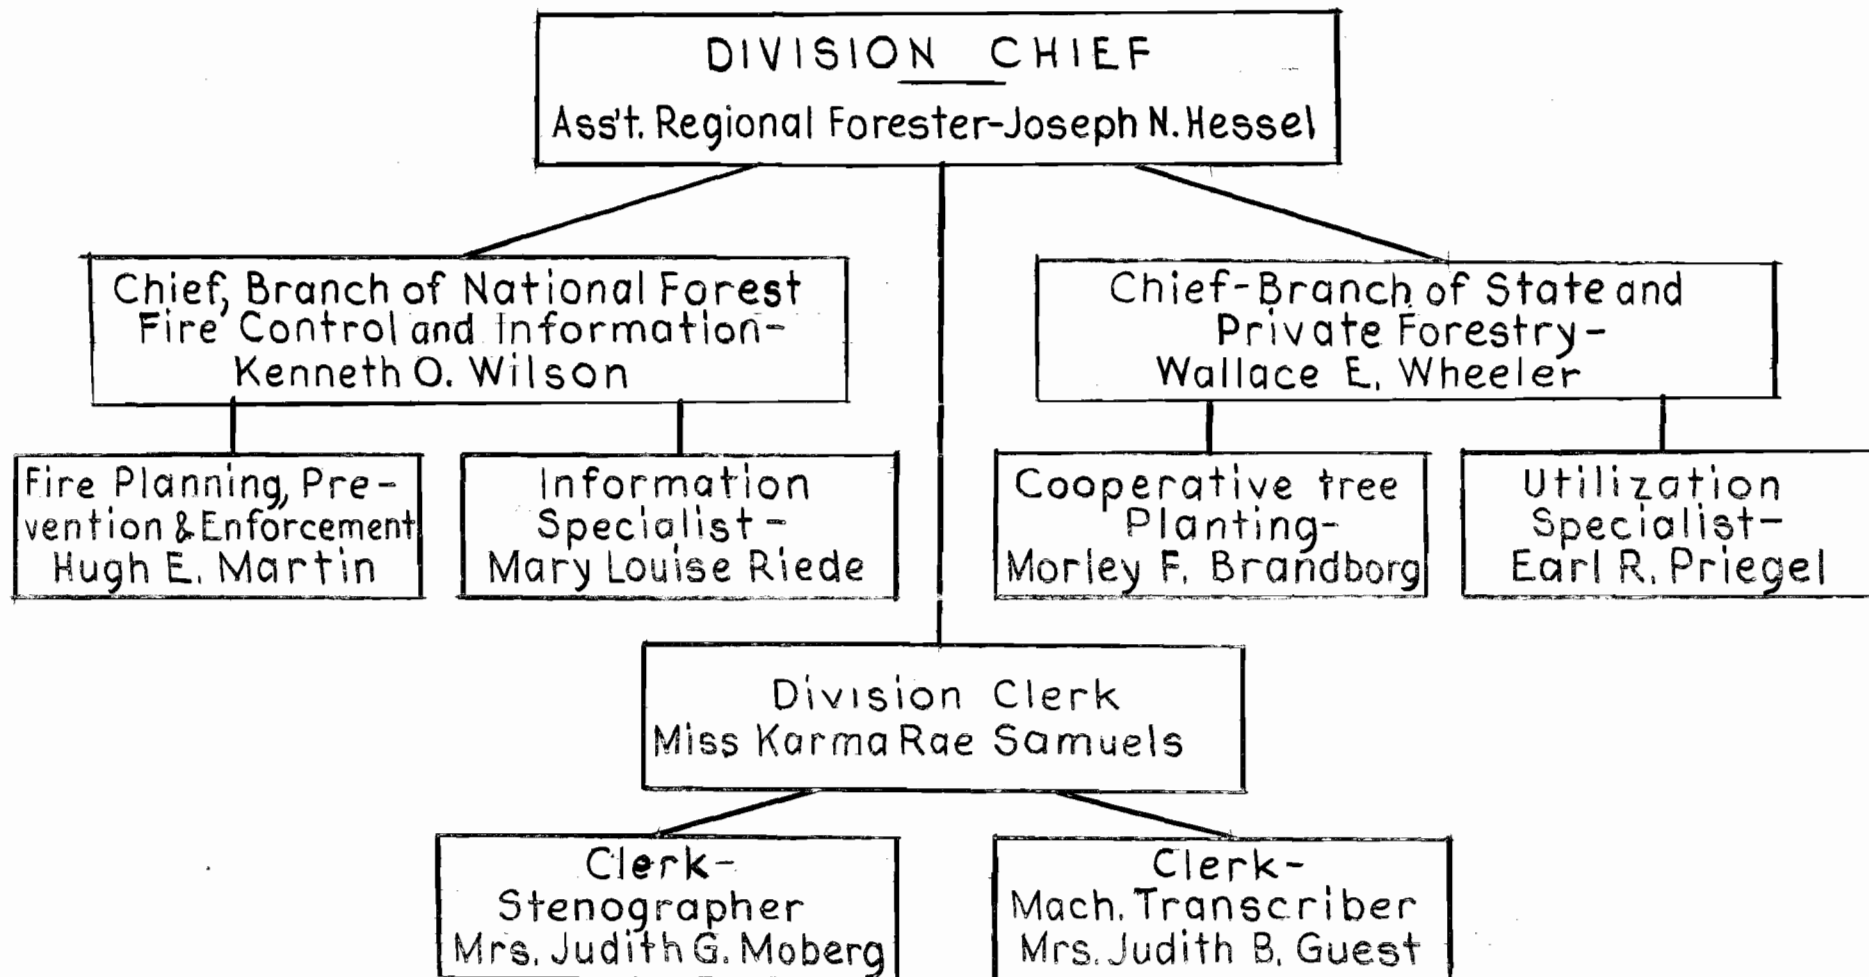 DIVISION CHIEF
Ass't. Regional Forester-Joseph N. Hessel
Chief, Branch of National Forest
Fire Control and Information-
Kenneth O. Wilson
Chief-Branch of State and
Private Forestry-
Wallace E. Wheeler
Fire Planning, Pre-
vention & Enforcement
Hugh E. Martin
Information
Specialist-
Mary Louise Riede
Cooperative tree
Planting-
Morley F. Brandborg
Utilization
Specialist-
Earl R. Priegel
Division Clerk
Miss Karma Rae Samuels
Clerk-
Stenographer
Mrs. Judith G. Moberg
Clerk-
Mach. Transcriber
Mrs. Judith B. Guest